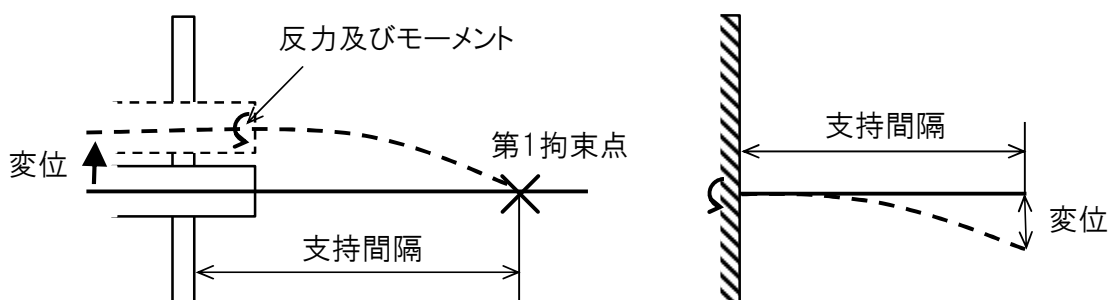 反力及びモーメント
変位
第1拘束点
支持間隔
支持間隔
変位